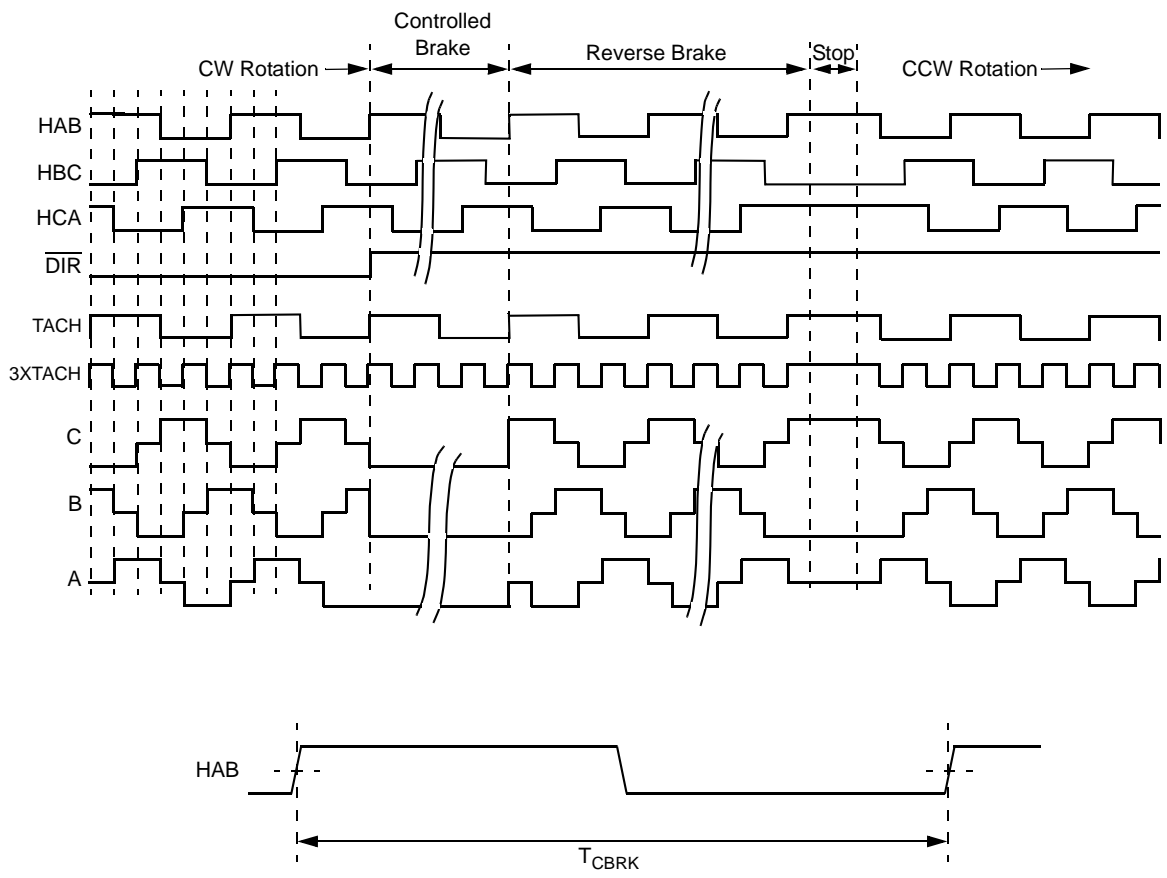 Controlled
Brake
CW Rotation
Reverse Brake
Stop
CCW Rotation
HAB
HBC
HCA
DIR
TACH
3XTACH
C
B
A
HAB
TCBRK